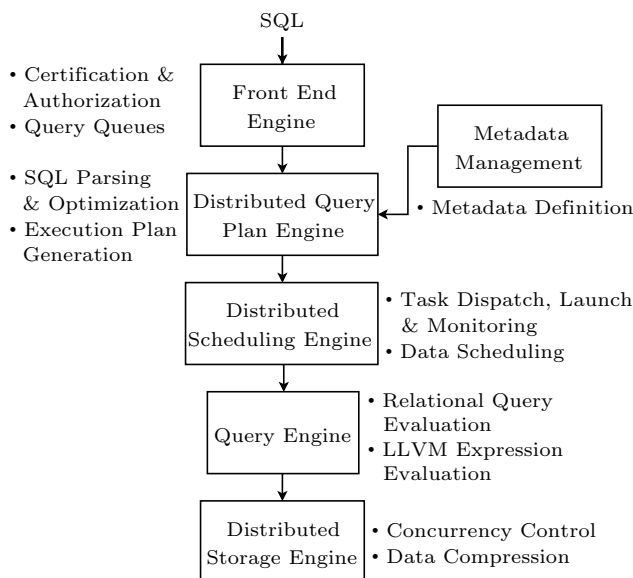 SQL
• Certification &
Authorization
• Query Queues
Front End
Engine
Metadata
Management
• SQL Parsing
& Optimization
• Execution Plan
Generation
Distributed Query
Plan Engine
• Metadata Definition
Distributed
Scheduling Engine
• Task Dispatch, Launch
& Monitoring
• Data Scheduling
Query Engine
• Relational Query
Evaluation
• LLVM Expression
Evaluation
Distributed
Storage Engine
• Concurrency Control
• Data Compression